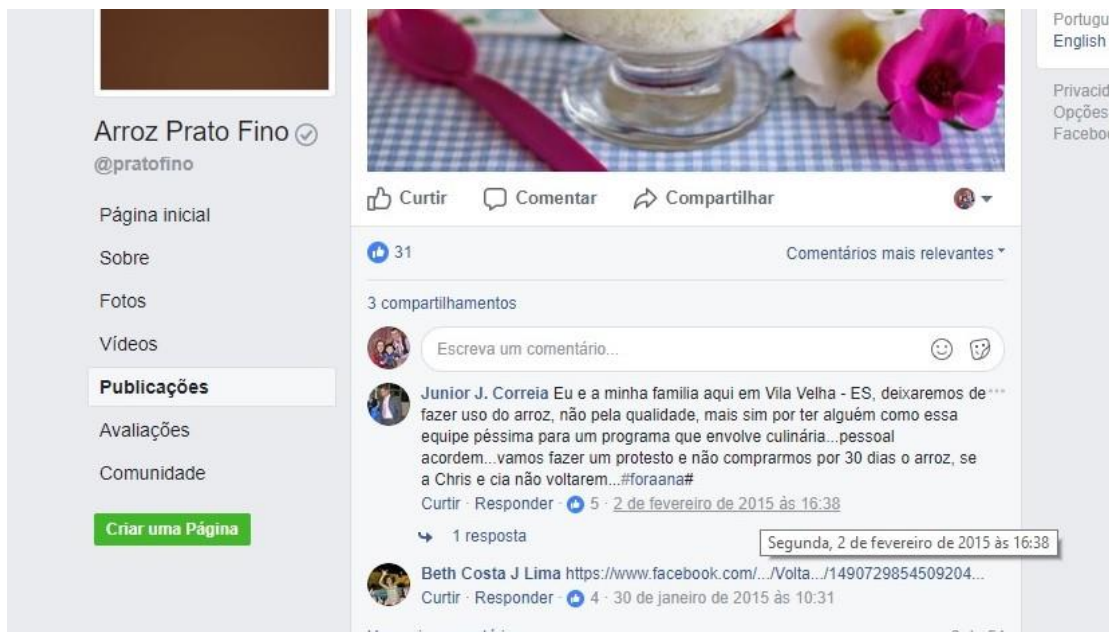 Arroz Prato Fino
@pratofino
Página inicial
Sobre
Fotos
Vídeos
Publicações
Avaliações
Comunidade
Criar uma Página
Curtir Comentar Compartilhar
31 Comentários mais relevantes
3 compartilhamentos
Escreva um comentário...
Junior J. Correia Eu e a minha familia aqui em Vila Velha - ES, deixaremos de
fazer uso do arroz, não pela qualidade, mais sim por ter alguém como essa
equipe péssima para um programa que envolve culinária...pessoal
acordem...vamos fazer um protesto e não comprarmos por 30 dias o arroz, se
a Chris e cia não voltarem...#foraana#
Curtir · Responder · 5 · 2 de fevereiro de 2015 às 16:38
1 resposta
Segunda, 2 de fevereiro de 2015 às 16:38
Beth Costa J Lima https://www.facebook.com/.../Volta.../1490729854509204...
Curtir · Responder · 4 · 30 de janeiro de 2015 às 10:31
English
Opções